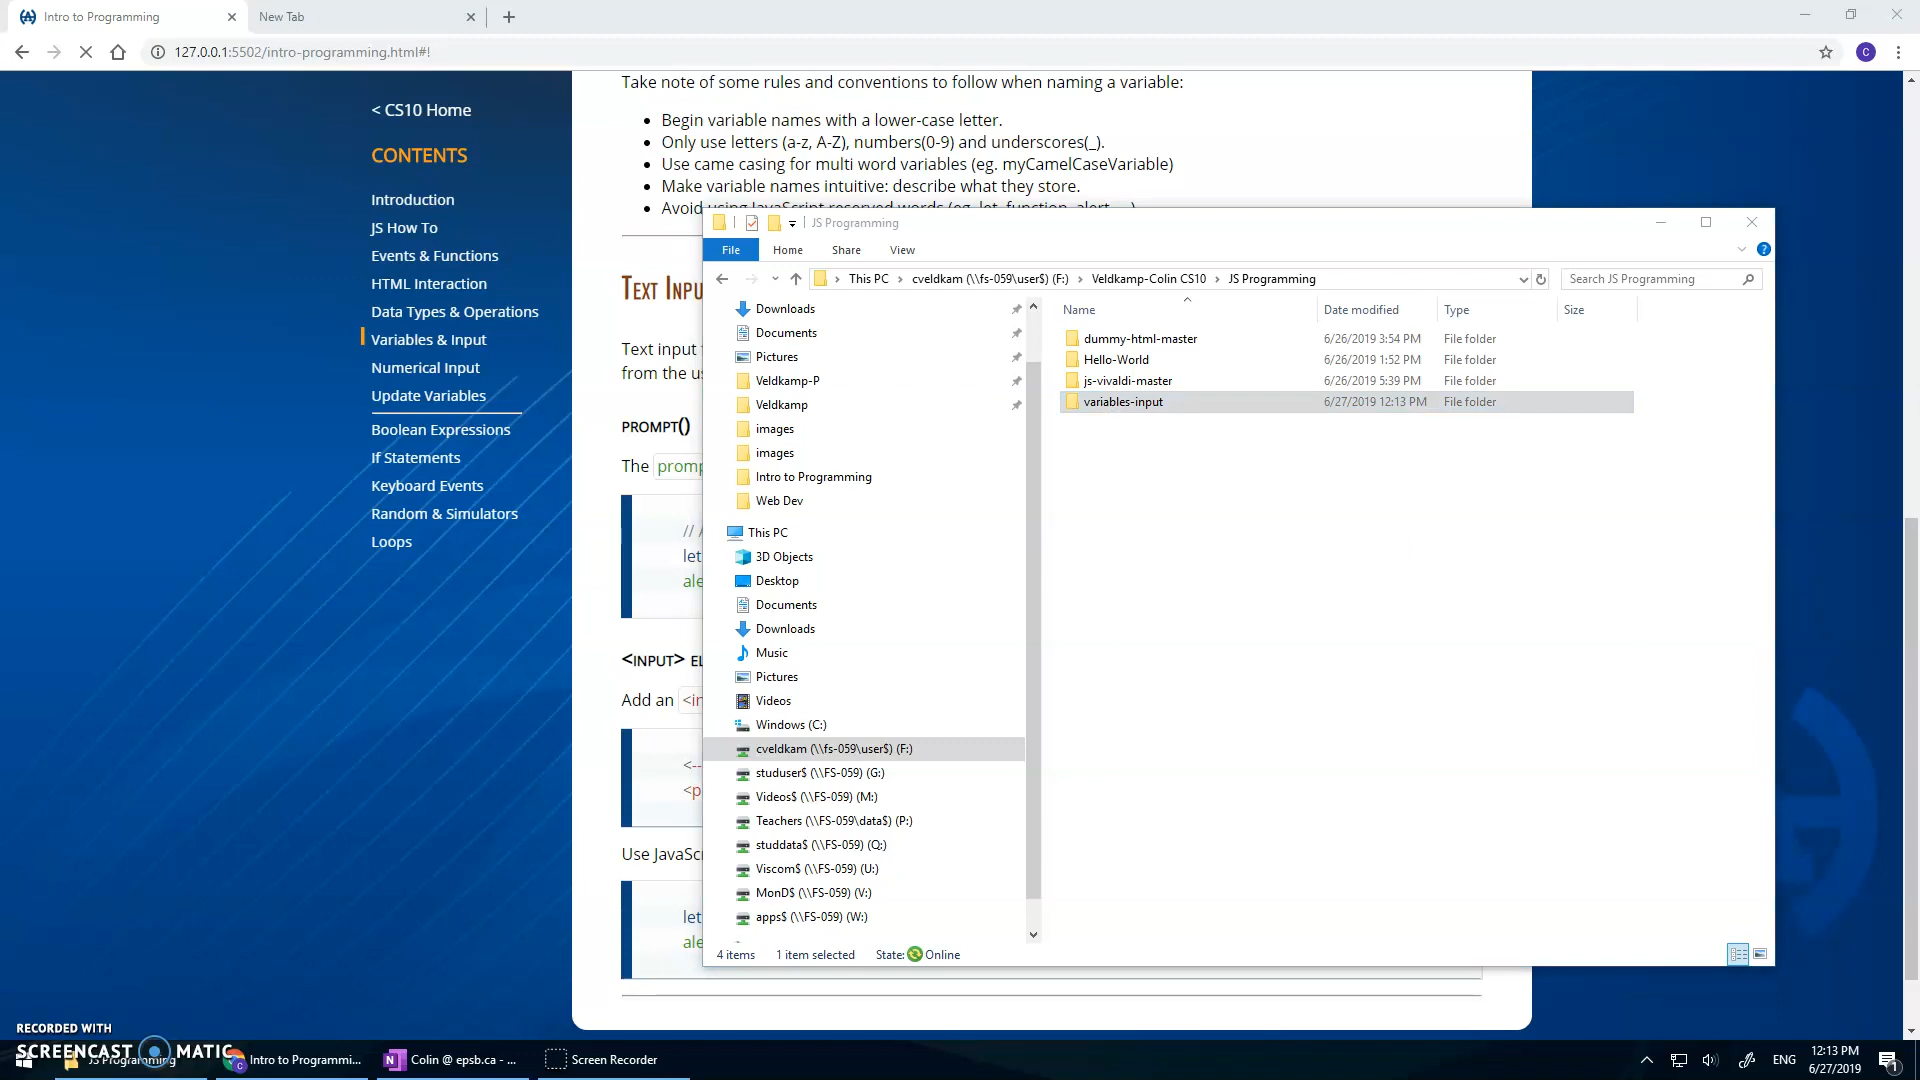 Intro to Programming
New Tab
127.0.0.1:5502/intro-programming.html#!
C
< CS10 Home
CONTENTS
Introduction
JS How To
Events & Functions
HTML Interaction
Data Types & Operations
Variables & Input
Numerical Input
Update Variables
Boolean Expressions
If Statements
Keyboard Events
Random & Simulators
Loops
Take note of some rules and conventions to follow when naming a variable:
Begin variable names with a lower-case letter.
Only use letters (a-z, A-Z), numbers(0-9) and underscores(_).
Use came casing for multi word variables (eg. myCamelCaseVariable)
Make variable names intuitive: describe what they store.
Avoid using JavaScript reserved words (eg. let, function, alert, ...)
Text Inpu
Text input
from the us
PROMPT()
The promp
// 
let
ale
<INPUT> EL
Add an <in
<--
<p
Use JavaSc
let
ale
JS Programming
File
Home
Share
View
This PC > cveldkam (\\fs-059\user$) (F:) > Veldkamp-Colin CS10 > JS Programming
Search JS Programming
Downloads
Documents
Pictures
Veldkamp-P
Veldkamp
images
images
Intro to Programming
Web Dev
This PC
3D Objects
Desktop
Documents
Downloads
Music
Pictures
Videos
Windows (C:)
cveldkam (\\fs-059\user$) (F:)
studuser$ (\\FS-059) (G:)
Videos$ (\\FS-059) (M:)
Teachers (\\FS-059\data$) (P:)
studdata$ (\\FS-059) (Q:)
Viscom$ (\\FS-059) (U:)
MonD$ (\\FS-059) (V:)
apps$ (\\FS-059) (W:)
Name Date modified Type Size
dummy-html-master 6/26/2019 3:54 PM File folder
Hello-World 6/26/2019 1:52 PM File folder
js-vivaldi-master 6/26/2019 5:39 PM File folder
variables-input 6/27/2019 12:13 PM File folder
4 items 1 item selected State: Online
RECORDED WITH
SCREENCAST MATIC
JS Programming
Intro to Programmi...
Colin @ epsb.ca - ...
Screen Recorder
ENG
12:13 PM
6/27/2019
1